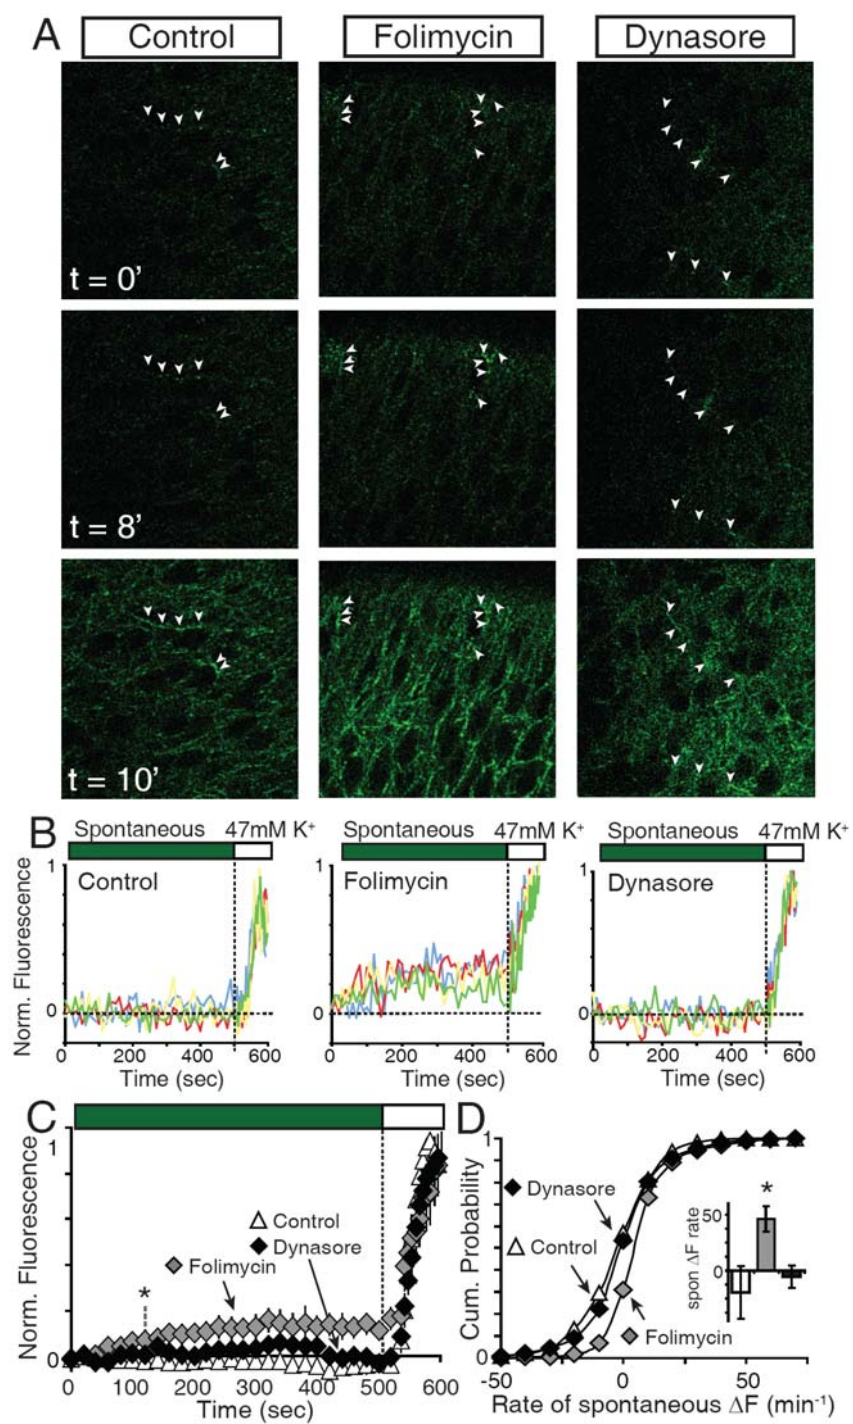 A
Control
Folimycin
Dynasore
t = 0'
t = 8'
t = 10'
B
Spontaneous 47mM K+
Spontaneous 47mM K+
Spontaneous 47mM K+
Norm. Fluorescence
1
0
Control
0 200 400 600
Time (sec)
1
0
Folimycin
0 200 400 600
Time (sec)
1
0
Dynasore
0 200 400 600
Time (sec)
C
Norm. Fluorescence
1
0
Control
Dynasore
Folimycin
*
0 100 200 300 400 500 600
Time (sec)
D
Cum. Probability
1
0
Dynasore
Control
Folimycin
spon ΔF rate
50
0
*
-50 0 50
Rate of spontaneous ΔF (min-1)